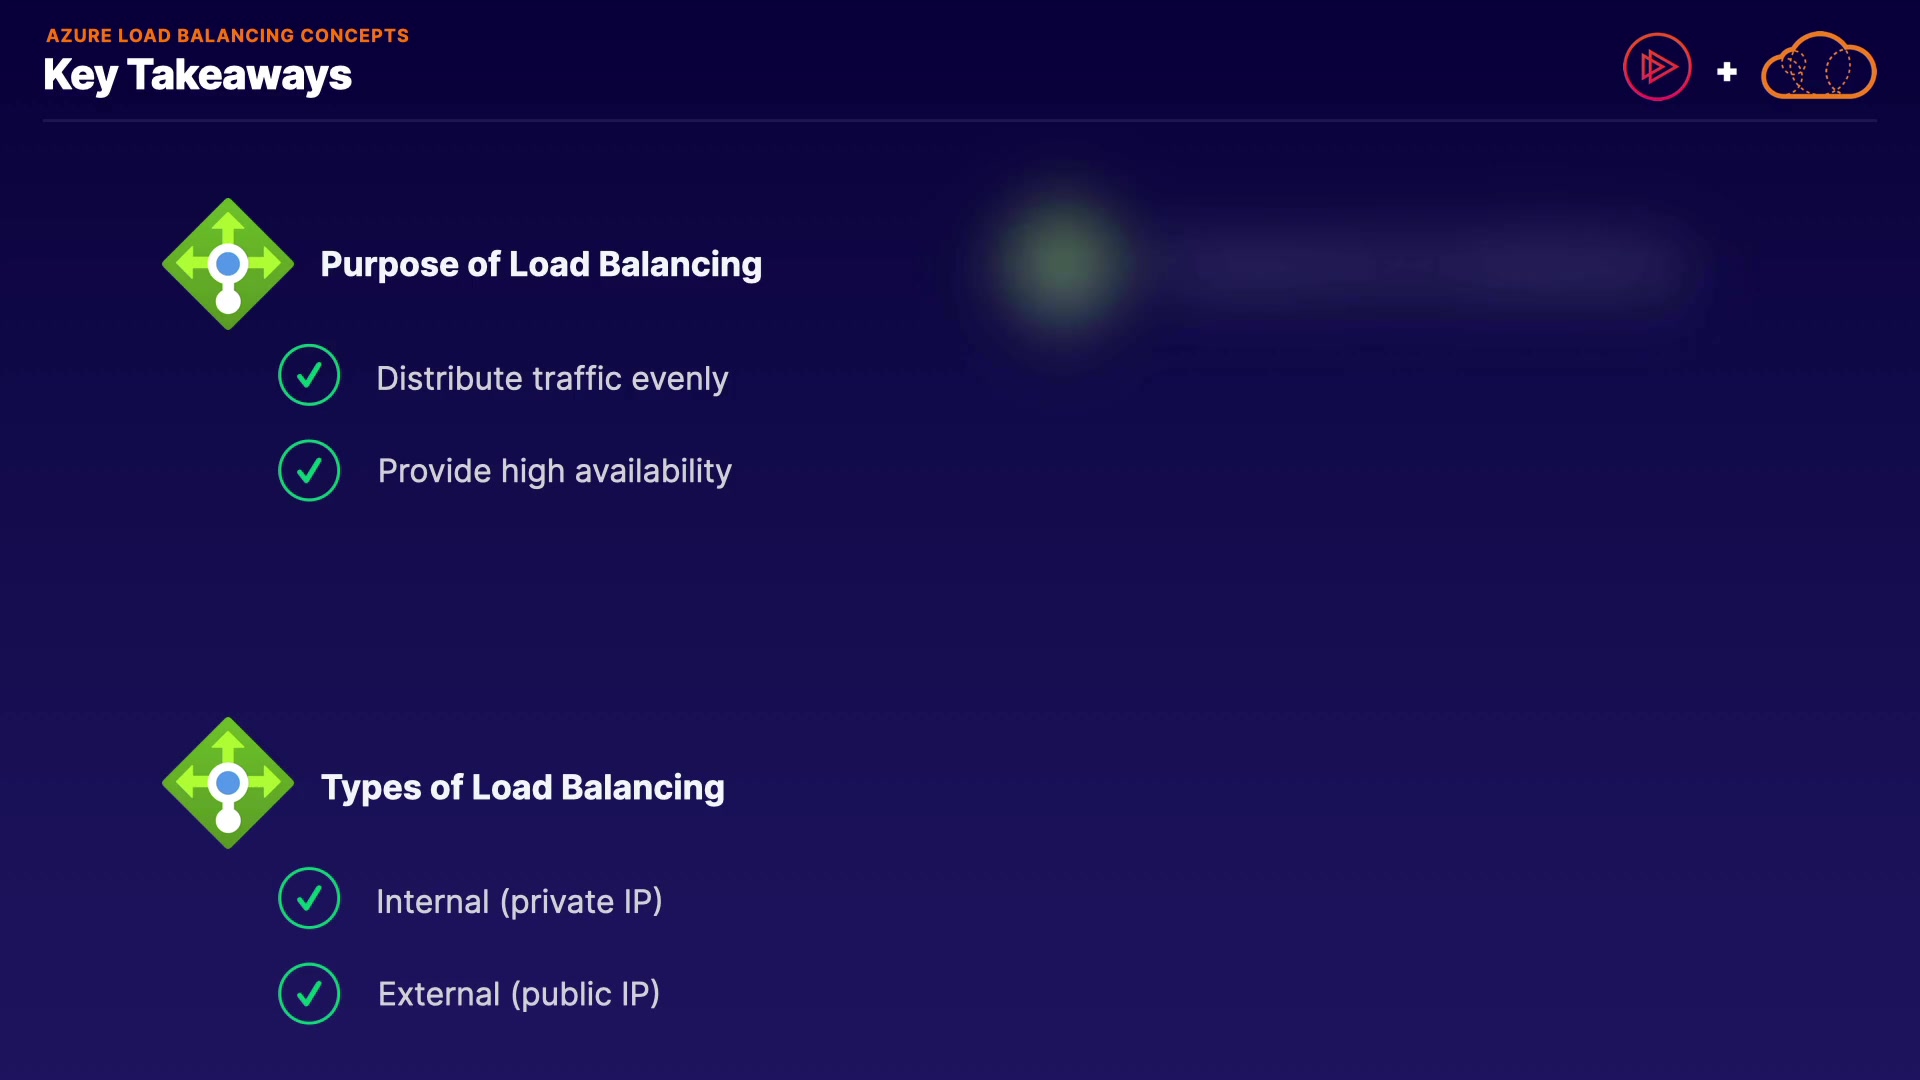 AZURE LOAD BALANCING CONCEPTS
Key Takeaways
Purpose of Load Balancing
Distribute traffic evenly
Provide high availability
Types of Load Balancing
Internal (private IP)
External (public IP)